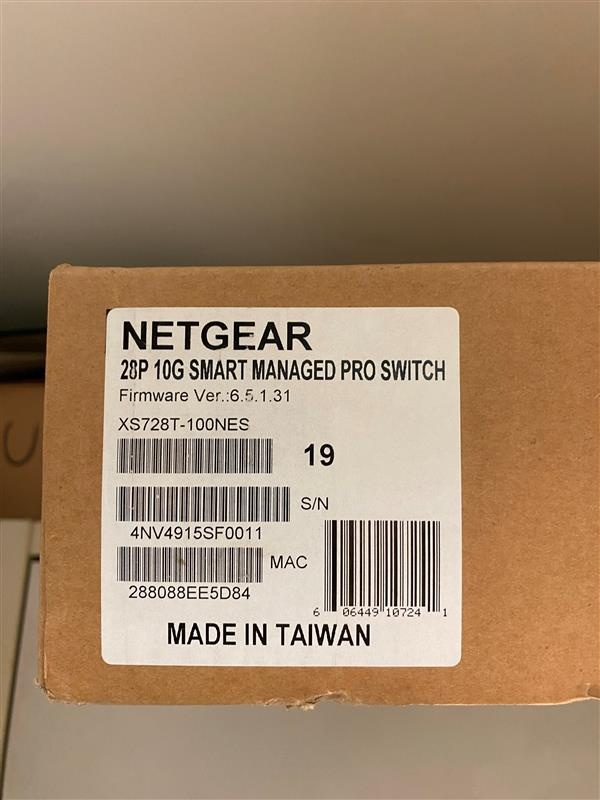 NETGEAR
28P 10G SMART MANAGED PRO SWITCH
Firmware Ver.:6.5.1.31
XS728T-100NES
19
S/N
4NV4915SF0011
MAC
288088EE5D84
6 06449 10724 1
MADE IN TAIWAN